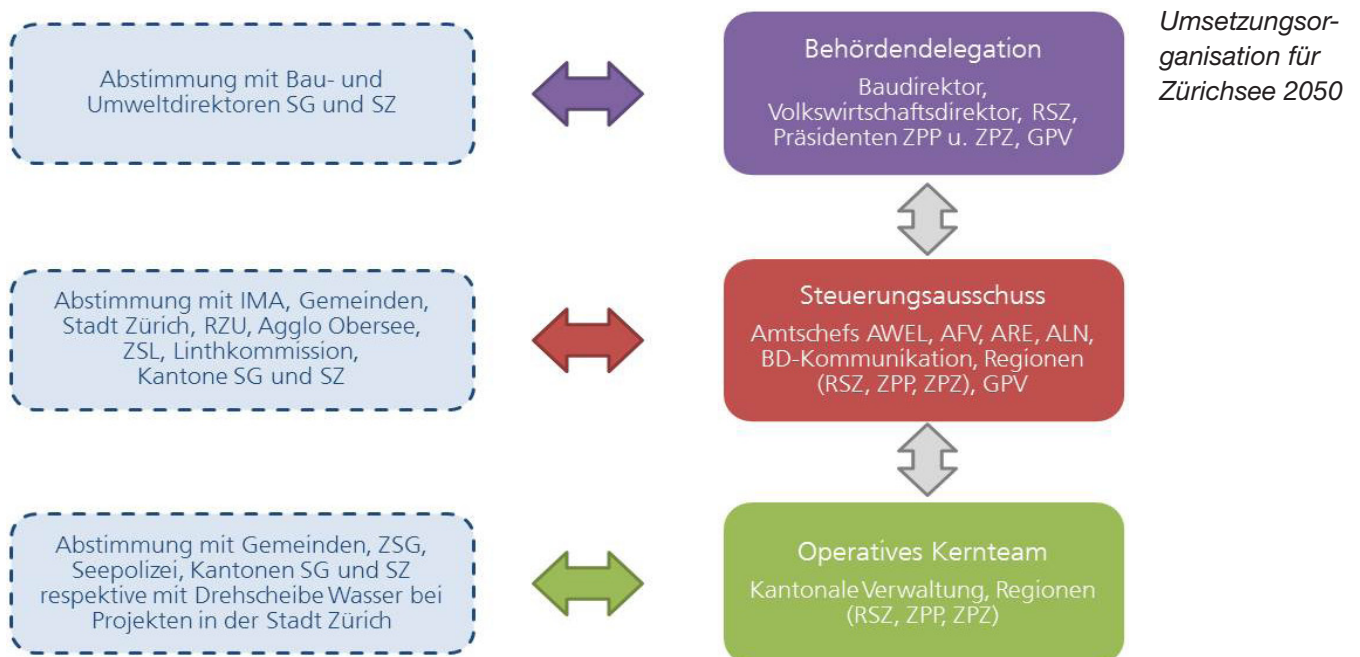 Abstimmung mit Bau- und
Umweltdirektoren SG und SZ
Behördendelegation
Baudirektor,
Volkswirtschaftsdirektor, RSZ,
Präsidenten ZPP u. ZPZ, GPV
Umsetzungsor-
ganisation für
Zürichsee 2050
Abstimmung mit IMA, Gemeinden,
Stadt Zürich, RZU, Agglo Obersee,
ZSL, Linthkommission,
Kantone SG und SZ
Steuerungsausschuss
Amtschefs AWEL, AFV, ARE, ALN,
BD-Kommunikation, Regionen
(RSZ, ZPP, ZPZ), GPV
Abstimmung mit Gemeinden, ZSG,
Seepolizei, Kantonen SG und SZ
respektive mit Drehscheibe Wasser bei
Projekten in der Stadt Zürich
Operatives Kernteam
Kantonale Verwaltung, Regionen
(RSZ, ZPP, ZPZ)